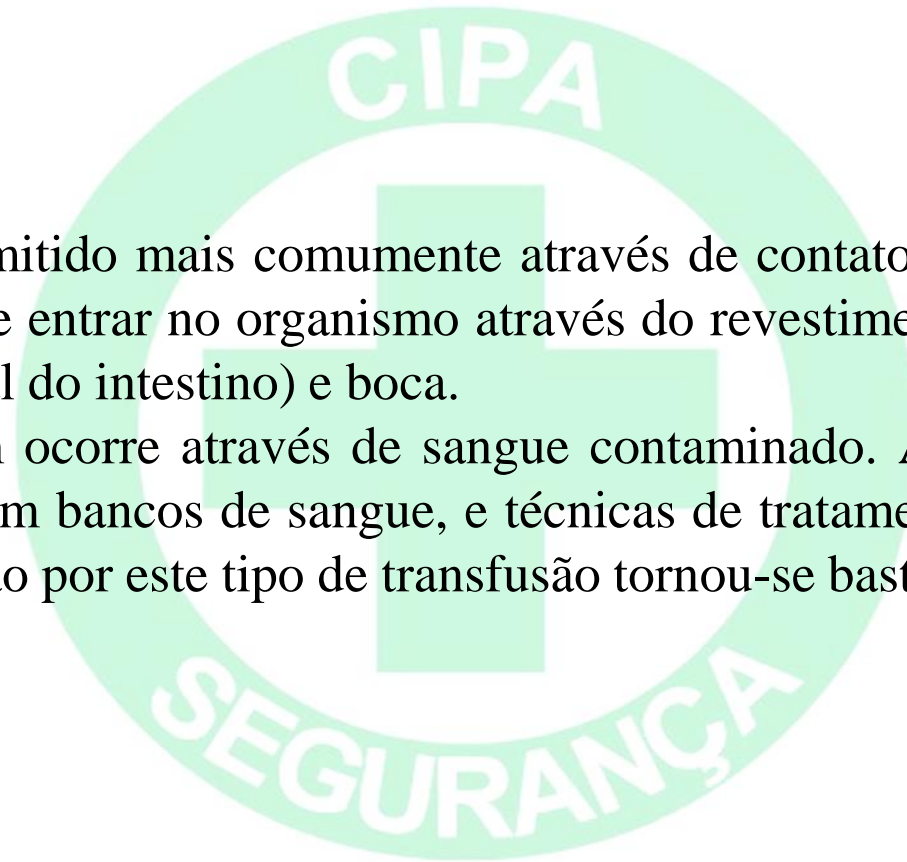 CIPA
mitido mais comumente através de contato
e entrar no organismo através do revestime
l do intestino) e boca.
ocorre através de sangue contaminado.
m bancos de sangue, e técnicas de tratame
o por este tipo de transfusão tornou-se bast
SEGURANÇA